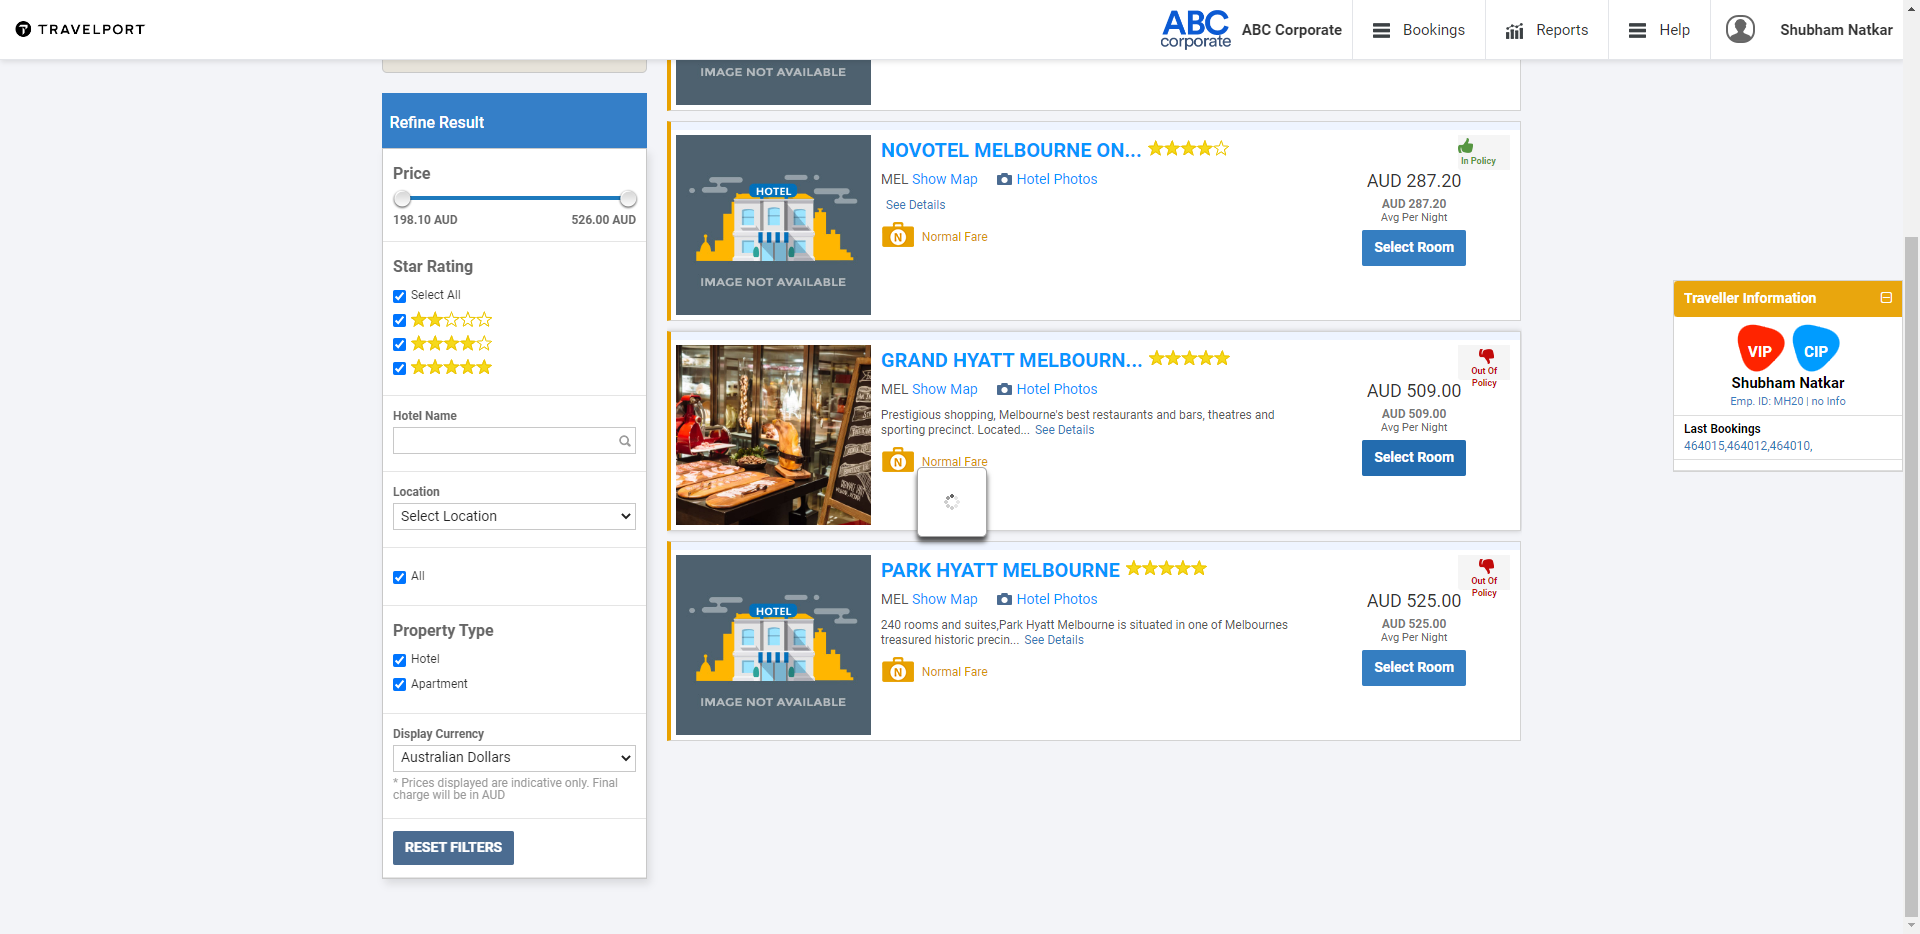 TRAVELPORT
ABC
corporate
ABC Corporate
Bookings
Reports
Help
Shubham Natkar
IMAGE NOT AVAILABLE
Refine Result
Price
198.10 AUD
526.00 AUD
Star Rating
Select All
Hotel Name
Location
Select Location
All
Property Type
Hotel
Apartment
Display Currency
Australian Dollars
* Prices displayed are indicative only. Final
charge will be in AUD
RESET FILTERS
HOTEL
IMAGE NOT AVAILABLE
NOVOTEL MELBOURNE ON...
MEL Show Map Hotel Photos
See Details
N Normal Fare
In Policy
AUD 287.20
AUD 287.20
Avg Per Night
Select Room
GRAND HYATT MELBOURN...
MEL Show Map Hotel Photos
Prestigious shopping, Melbourne's best restaurants and bars, theatres and
sporting precinct. Located... See Details
N Normal Fare
Out Of
Policy
AUD 509.00
AUD 509.00
Avg Per Night
Select Room
HOTEL
IMAGE NOT AVAILABLE
PARK HYATT MELBOURNE
MEL Show Map Hotel Photos
240 rooms and suites,Park Hyatt Melbourne is situated in one of Melbournes
treasured historic precin... See Details
N Normal Fare
Out Of
Policy
AUD 525.00
AUD 525.00
Avg Per Night
Select Room
Traveller Information
VIP CIP
Shubham Natkar
Emp. ID: MH20 | no Info
Last Bookings
464015,464012,464010,